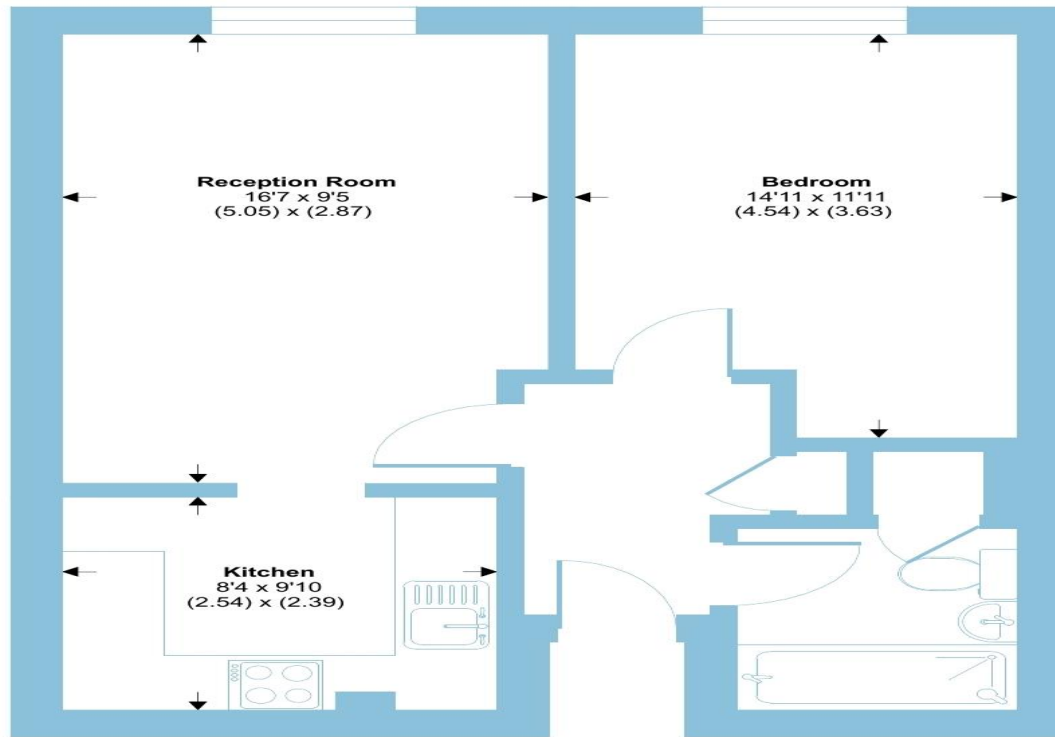 Reception Room
16'7 x 9'5
(5.05) x (2.87)
Bedroom
14'11 x 11'11
(4.54) x (3.63)
Kitchen
8'4 x 9'10
(2.54) x (2.39)